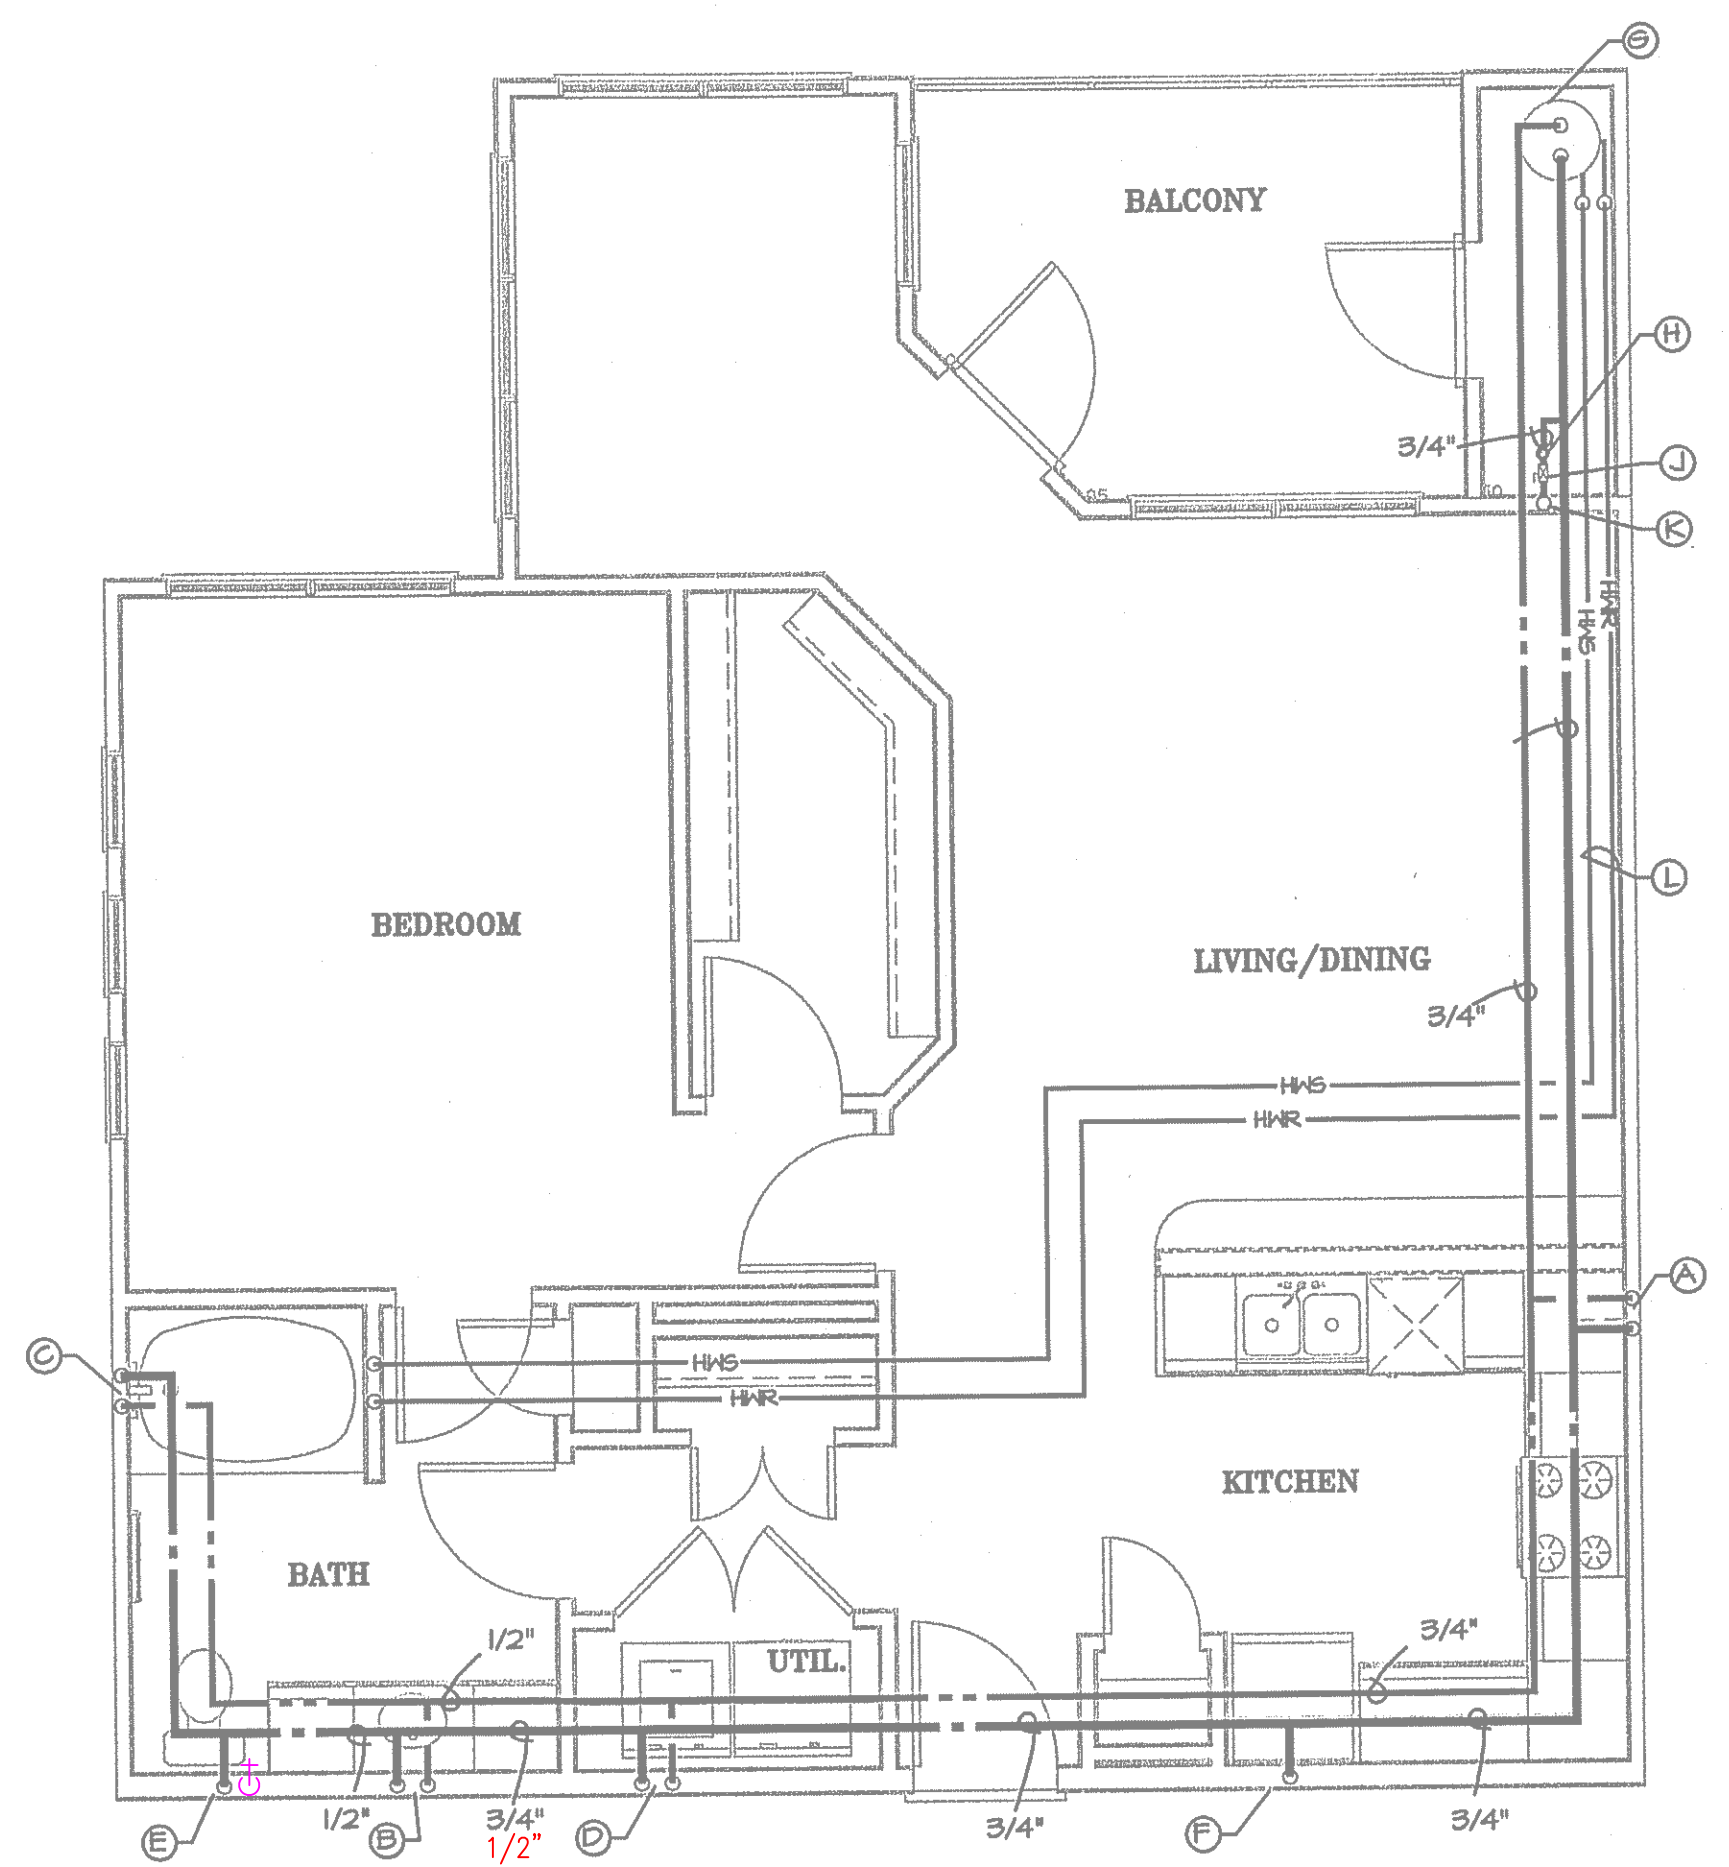 G
BALCONY
H
3/4"
J
K
HWR
HWS
L
BEDROOM
LIVING/DINING
3/4"
HWS
HWR
A
C
HWS
HWR
KITCHEN
BATH
1/2"
3/4"
UTIL.
E
1/2"
B
3/4"
1/2"
D
3/4"
F
3/4"